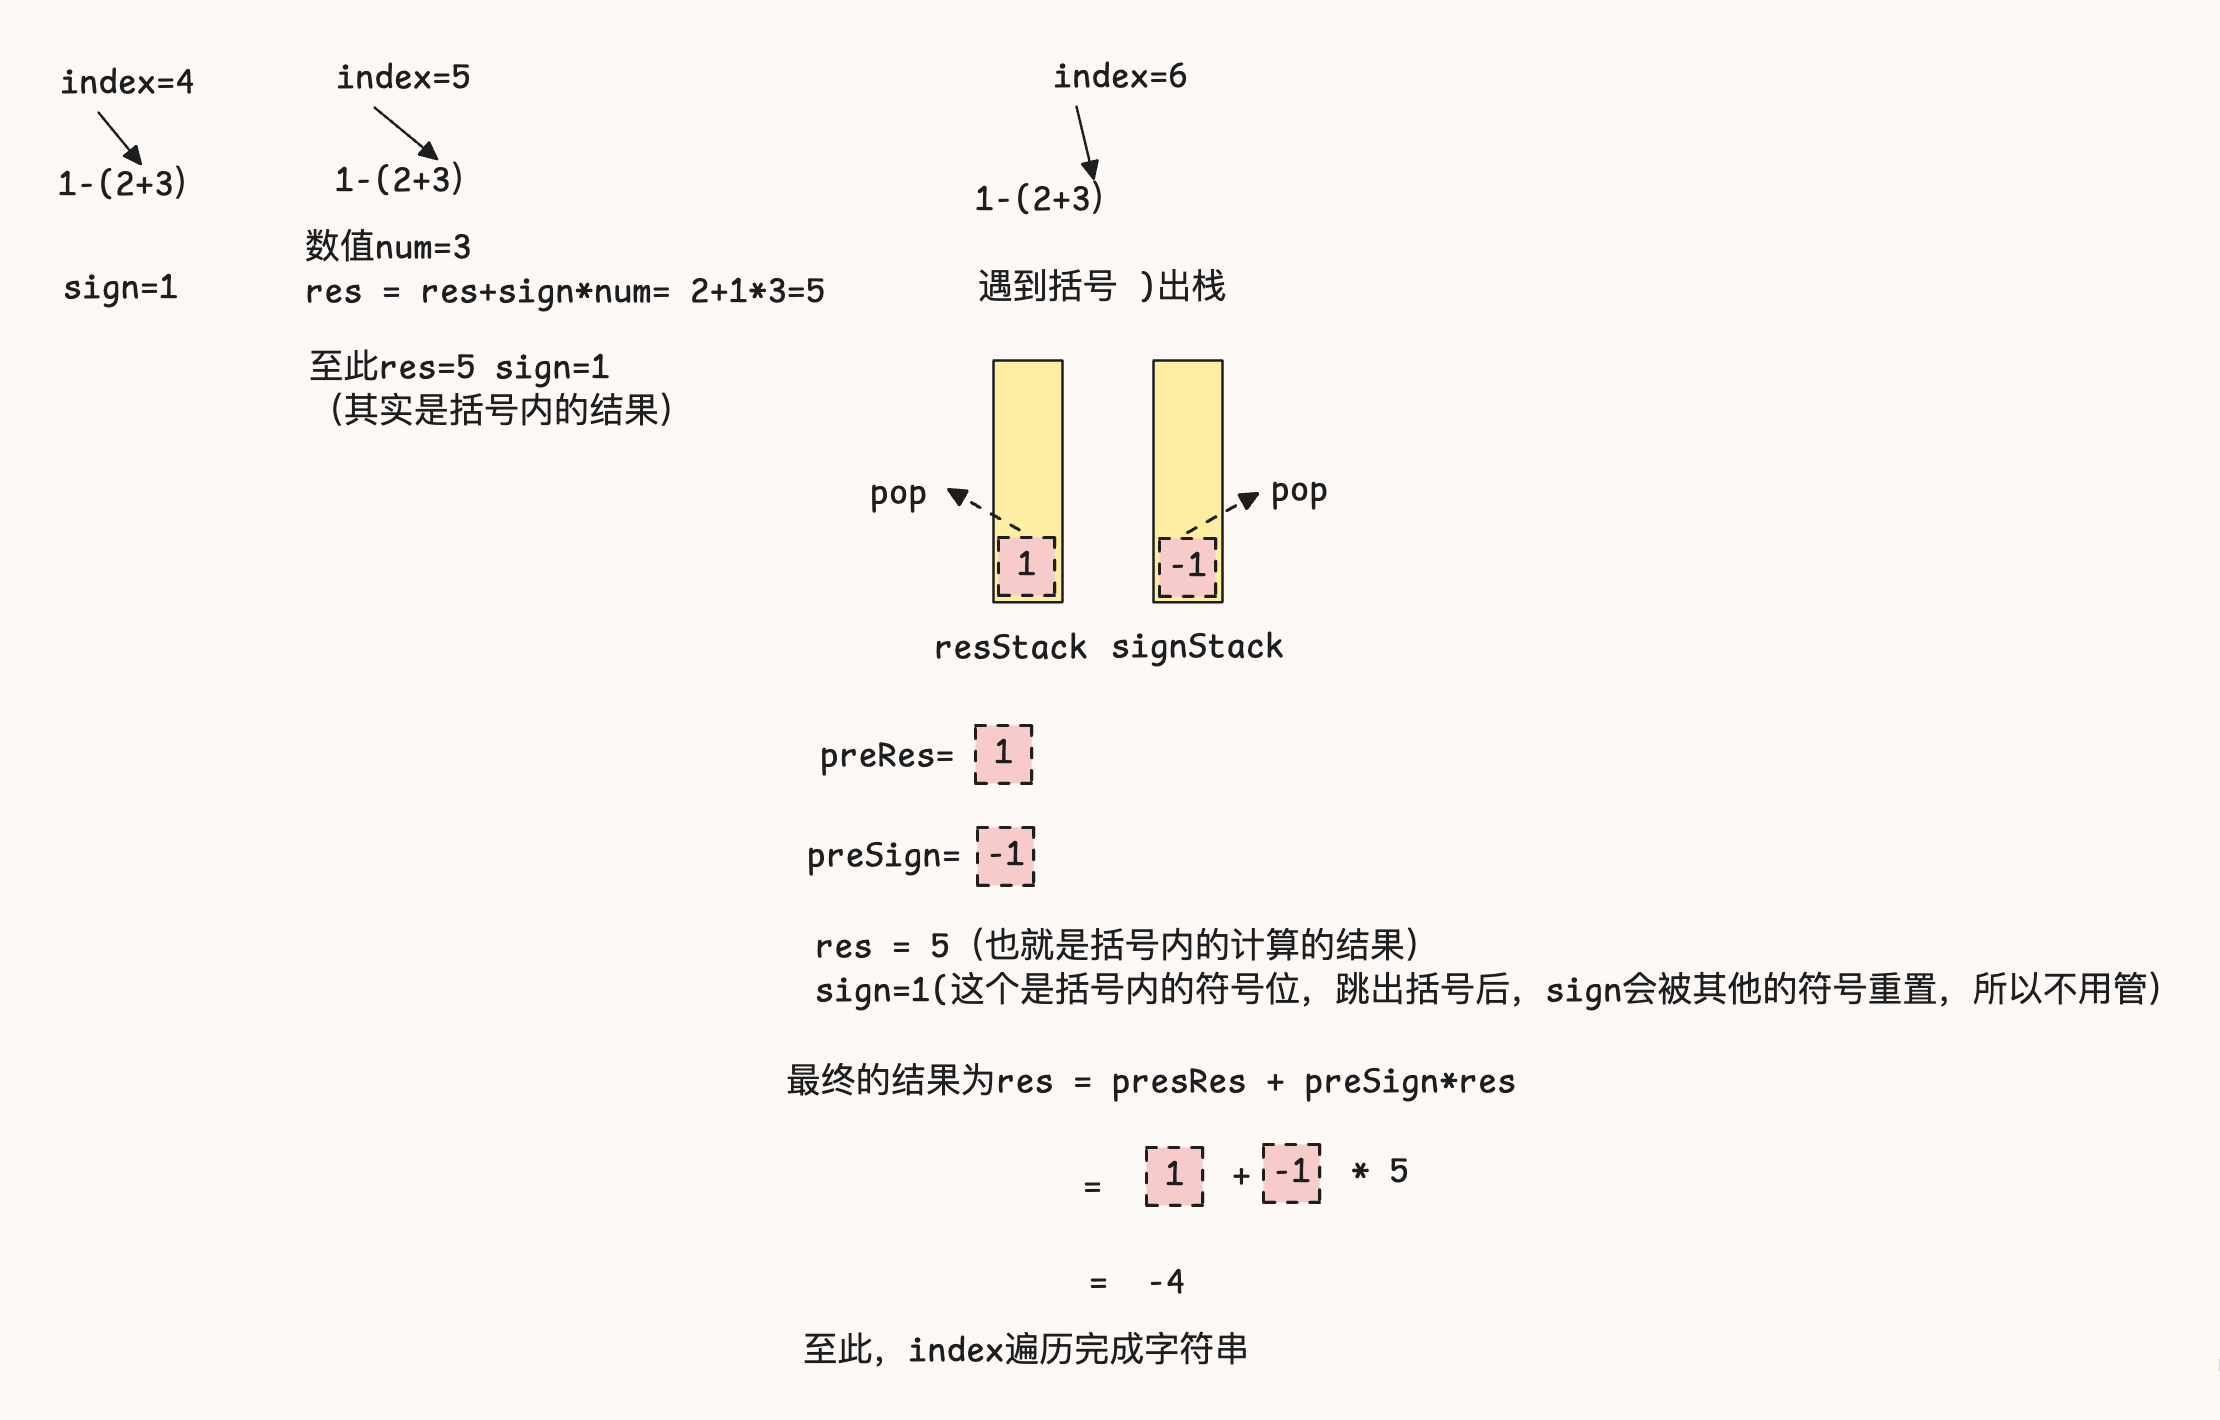 index=4
1-(2+3)
sign=1
index=5
1-(2+3)
数值num=3
res = res+sign*num= 2+1*3=5
至此res=5 sign=1
（其实是括号内的结果）
index=6
1-(2+3)
遇到括号 )出栈
pop
pop
1
-1
resStack
signStack
preRes= 1
preSign= -1
res = 5（也就是括号内的计算的结果）
sign=1(这个是括号内的符号位，跳出括号后，sign会被其他的符号重置，所以不用管）
最终的结果为res = presRes + preSign*res
= 1 + -1 * 5
= -4
至此，index遍历完成字符串